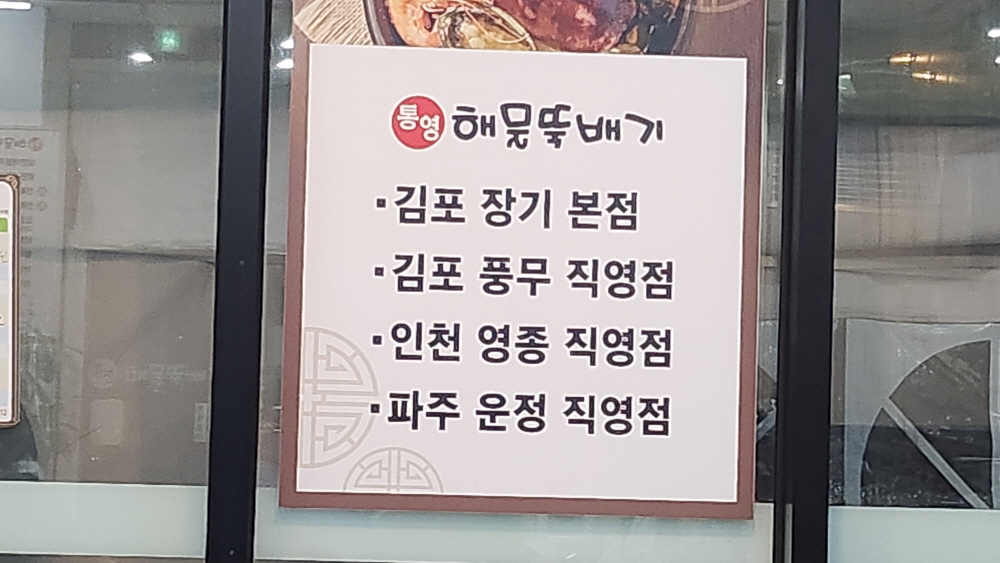 통영 해물뚝배기
·김포 장기 본점
·김포 풍무 직영점
·인천 영종 직영점
·파주 운정 직영점